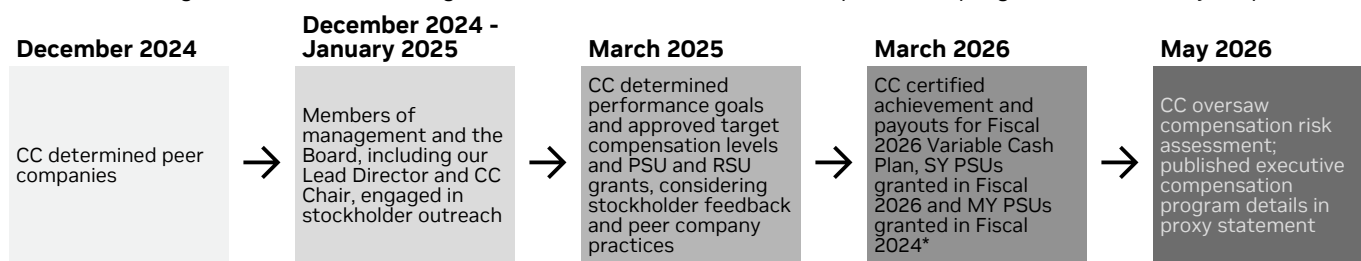 December 2024
CC determined peer
companies
December 2024 -
January 2025
Members of
management and the
Board, including our
Lead Director and CC
Chair, engaged in
stockholder outreach
March 2025
CC determined
performance goals
and approved target
compensation levels
and PSU and RSU
grants, considering
stockholder feedback
and peer company
practices
March 2026
CC certified
achievement and
payouts for Fiscal
2026 Variable Cash
Plan, SY PSUs
granted in Fiscal
2026 and MY PSUs
granted in Fiscal
2024*
May 2026
CC oversaw
compensation risk
assessment;
published executive
compensation
program details in
proxy statement